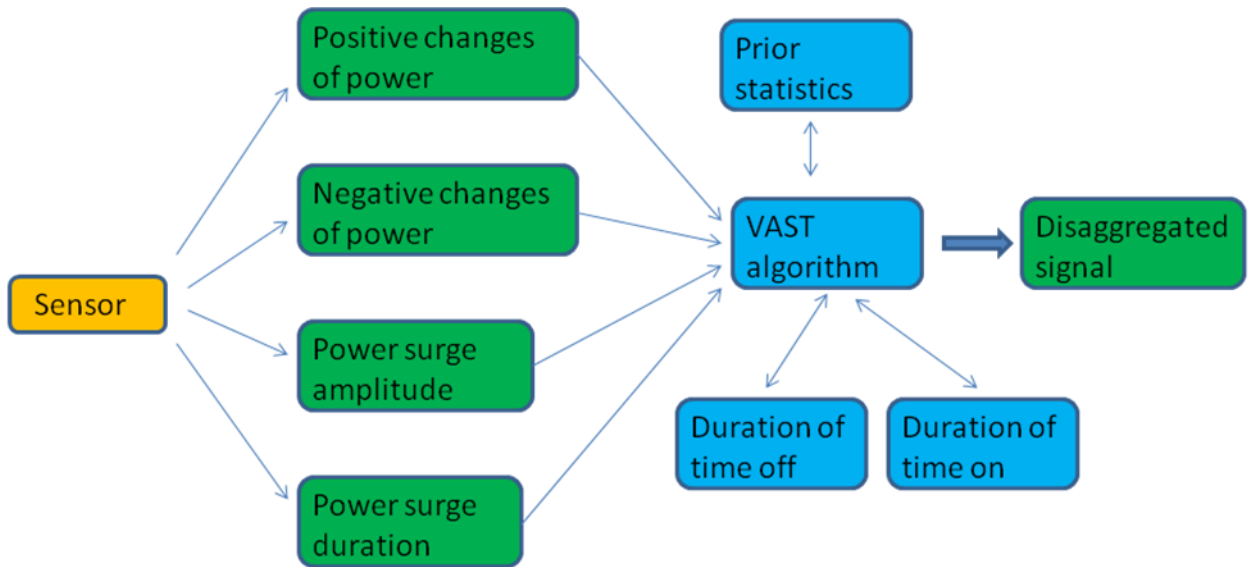 Positive changes
of power
Prior
statistics
Negative changes
of power
VAST
algorithm
Disaggregated
signal
Sensor
Power surge
amplitude
Duration of
time off
Duration of
time on
Power surge
duration